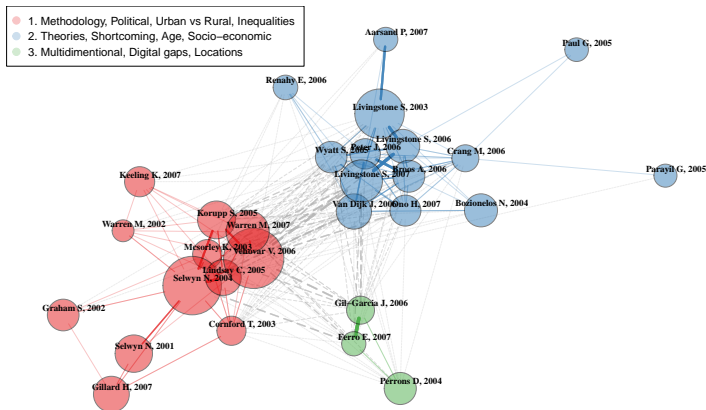 1. Methodology, Political, Urban vs Rural, Inequalities
2. Theories, Shortcoming, Age, Socio−economic
3. Multidimentional, Digital gaps, Locations
Aarsand P, 2007
Paul G, 2005
Renahy E, 2006
Livingstone S, 2003
Livingstone S, 2006
Peter J, 2006
Wyatt S, 2005
Crang M, 2006
Broos A, 2006
Livingstone S, 2007
Parayil G, 2005
Keeling K, 2007
Van Dijk J, 2006
Ono H, 2007
Bozionelos N, 2004
Korupp S, 2005
Warren M, 2002
Warren M, 2007
Mcsorley K, 2003
Vehovar V, 2006
Lindsay C, 2005
Selwyn N, 2004
Gil−Garcia J, 2006
Graham S, 2002
Cornford T, 2003
Ferro E, 2007
Selwyn N, 2001
Perrons D, 2004
Gillard H, 2007